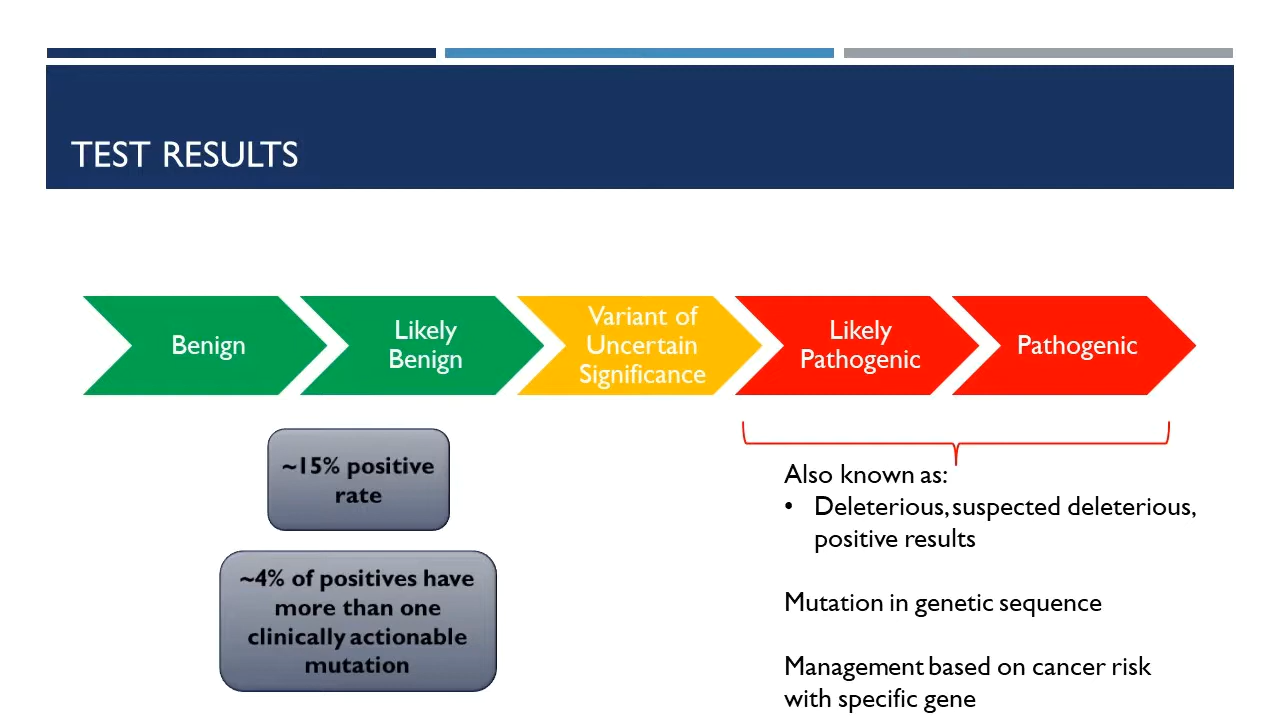 TEST RESULTS
Benign
Likely
Benign
Variant of
Uncertain
Significance
Likely
Pathogenic
Pathogenic
~15% positive
rate
~4% of positives have
more than one
clinically actionable
mutation
Also known as:
• Deleterious, suspected deleterious,
positive results
Mutation in genetic sequence
Management based on cancer risk
with specific gene